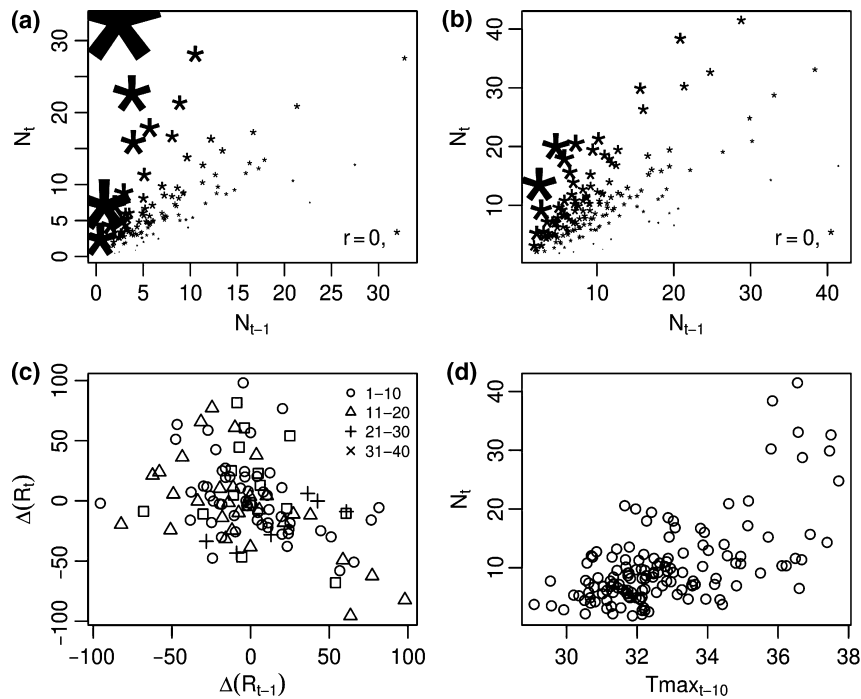 (a)
30
20
10
5
0
N_t
r = 0, *
0 5 10 15 20 25 30
N_{t−1}
(b)
40
30
20
10
N_t
r = 0, *
10 20 30 40
N_{t−1}
(c)
100
50
0
−50
−100
Δ(R_t)
○ 1−10
△ 11−20
+ 21−30
× 31−40
−100 −50 0 50 100
Δ(R_{t−1})
(d)
40
30
20
10
N_t
30 32 34 36 38
Tmax_{t−10}